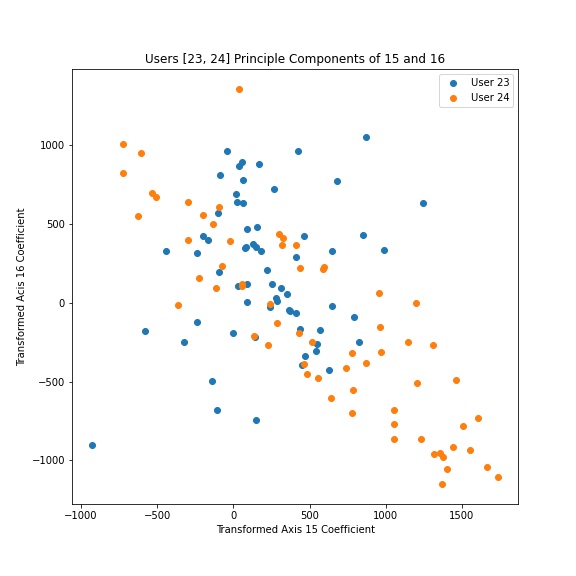 Users [23, 24] Principle Components of 15 and 16
User 23
User 24
Transformed Acis 16 Coefficient
1000
500
0
−500
−1000
−1000 −500 0 500 1000 1500
Transformed Axis 15 Coefficient